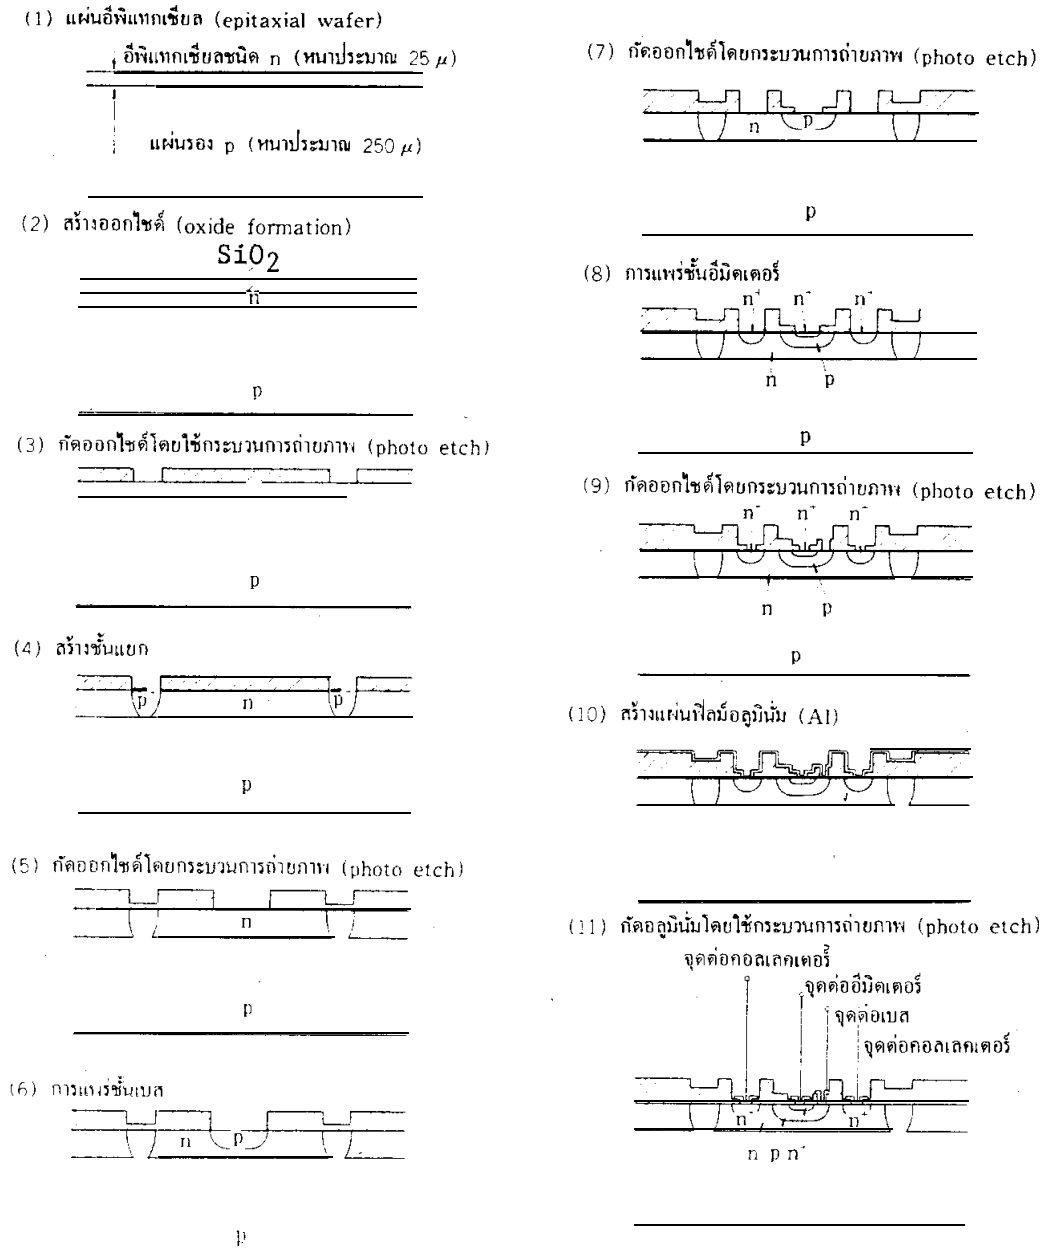 (1) แผ่นอีพิแทกเชียล (epitaxial wafer)
อีพิแทกเชียลชนิด n (หนาประมาณ 25 μ)
แผ่นรอง p (หนาประมาณ 250 μ)
(2) สร้างออกไซด์ (oxide formation)
SiO2
n
p
(3) กัดออกไซด์โดยใช้กระบวนการถ่ายภาพ (photo etch)
p
(4) สร้างชั้นแยก
p n p
p
(5) กัดออกไซด์โดยกระบวนการถ่ายภาพ (photo etch)
n
p
(6) การแพร่ชั้นเบส
n p
p
(7) กัดออกไซด์โดยกระบวนการถ่ายภาพ (photo etch)
n p
p
(8) การแพร่ชั้นอีมิตเตอร์
n⁺ n⁺ n⁺
n p
p
(9) กัดออกไซด์โดยกระบวนการถ่ายภาพ (photo etch)
n⁺ n⁺ n⁺
n p
p
(10) สร้างแผ่นฟิลม์อลูมินั่ม (Al)
(11) กัดอลูมินั่มโดยใช้กระบวนการถ่ายภาพ (photo etch)
จุดต่อคอลเลคเตอร์
จุดต่ออีมิตเตอร์
จุดต่อเบส
จุดต่อคอลเลคเตอร์
n⁺ n⁺
n p n⁺